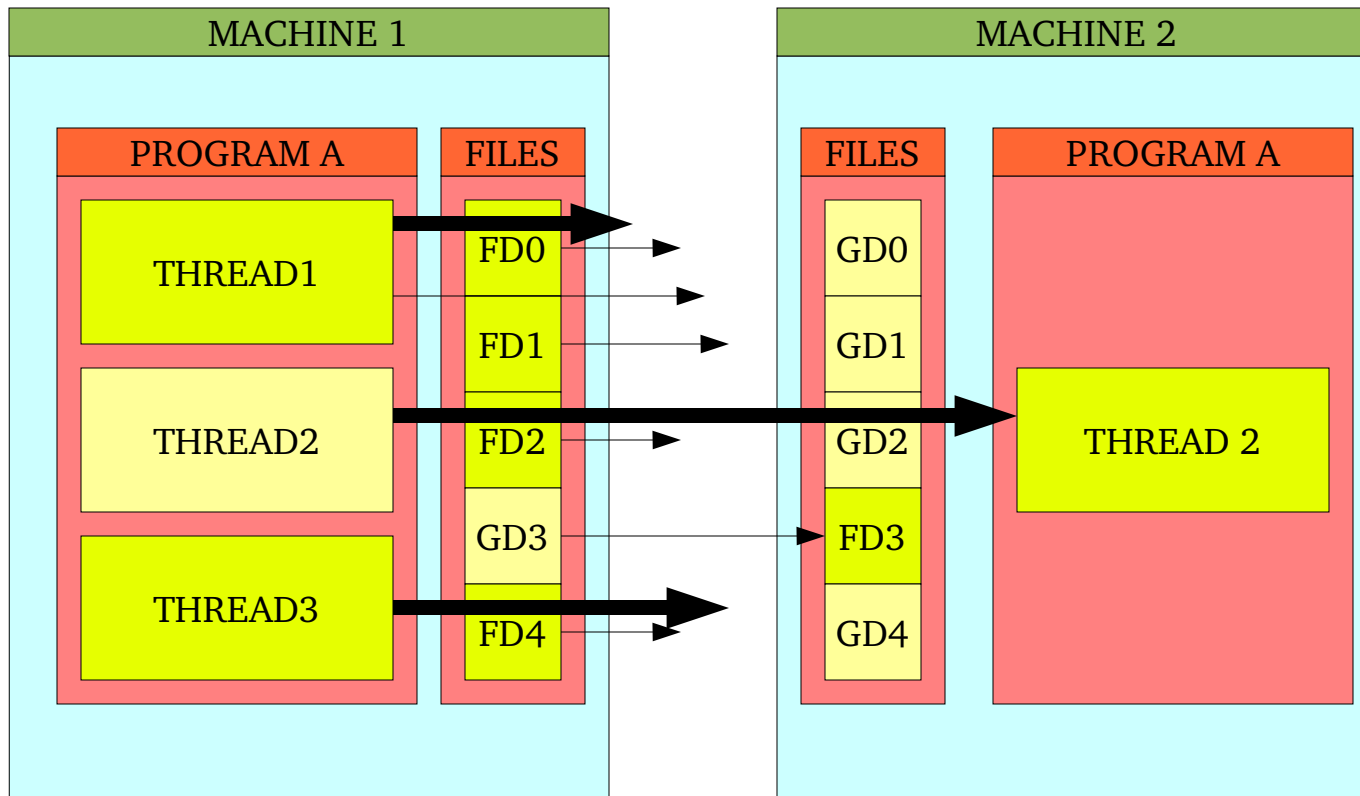 MACHINE 1
PROGRAM A
FILES
THREAD1
THREAD2
THREAD3
FD0
FD1
FD2
GD3
FD4
MACHINE 2
FILES
PROGRAM A
GD0
GD1
GD2
FD3
GD4
THREAD 2